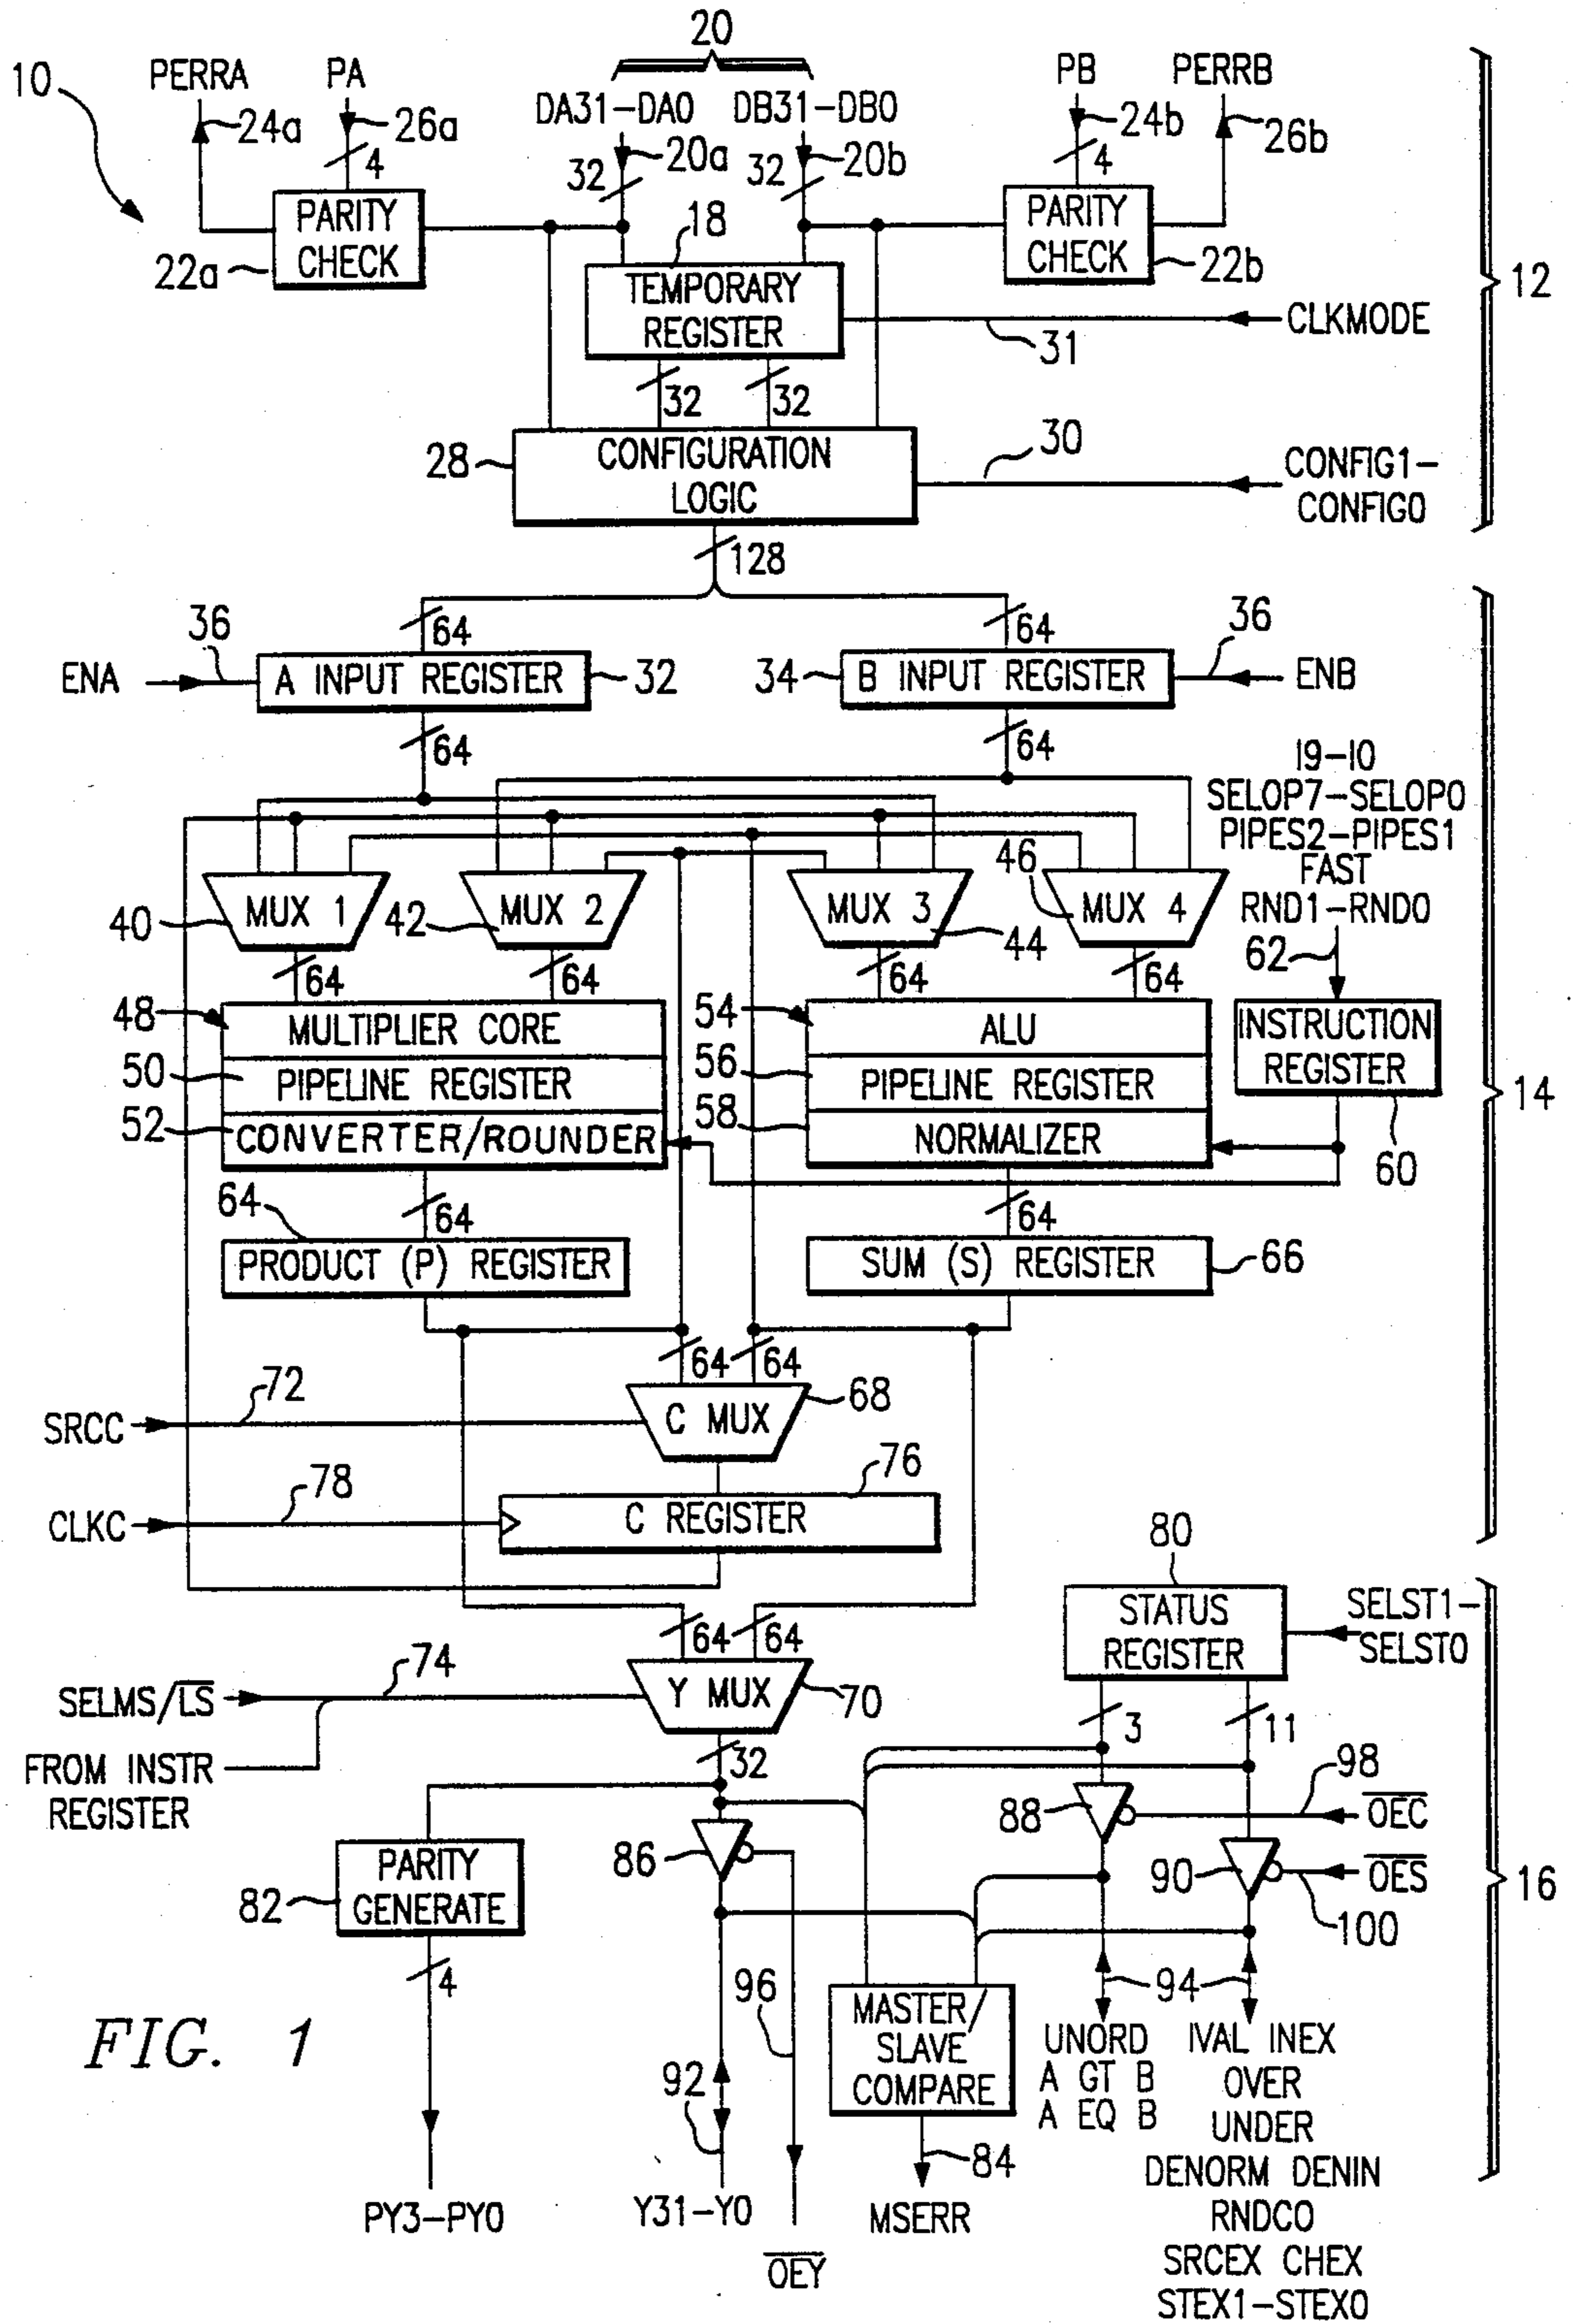 20
10
PERRA
PA
DA31-DA0
DB31-DB0
PB
PERRB
24a
26a
4
32
20a
32
20b
24b
4
26b
PARITY
CHECK
22a
18
PARITY
CHECK
22b
12
TEMPORARY
REGISTER
CLKMODE
31
32
32
28
CONFIGURATION
LOGIC
30
CONFIG1-
CONFIG0
128
36
64
64
36
ENA
A INPUT REGISTER
32
34
B INPUT REGISTER
ENB
64
64
I9-I0
SELOP7-SELOP0
PIPES2-PIPES1
FAST
RND1-RND0
62
MUX 1
40
MUX 2
42
MUX 3
44
46
MUX 4
64
64
64
64
48
MULTIPLIER CORE
54
ALU
INSTRUCTION
REGISTER
50
PIPELINE REGISTER
56
PIPELINE REGISTER
14
52
CONVERTER/ROUNDER
58
NORMALIZER
60
64
64
64
PRODUCT (P) REGISTER
SUM (S) REGISTER
66
64
64
SRCC
72
C MUX
68
CLKC
78
C REGISTER
76
80
STATUS
REGISTER
SELST1-
SELST0
64
64
SELMS/L̅S̅
74
Y MUX
70
3
11
FROM INSTR
REGISTER
32
88
98
O̅E̅C̅
86
90
O̅E̅S̅
100
16
82
PARITY
GENERATE
4
96
94
MASTER/
SLAVE
COMPARE
FIG. 1
92
84
UNORD
A GT B
A EQ B
IVAL INEX
OVER
UNDER
DENORM DENIN
RNDCO
SRCEX CHEX
STEX1-STEX0
PY3-PY0
Y31-Y0
MSERR
O̅E̅Y̅